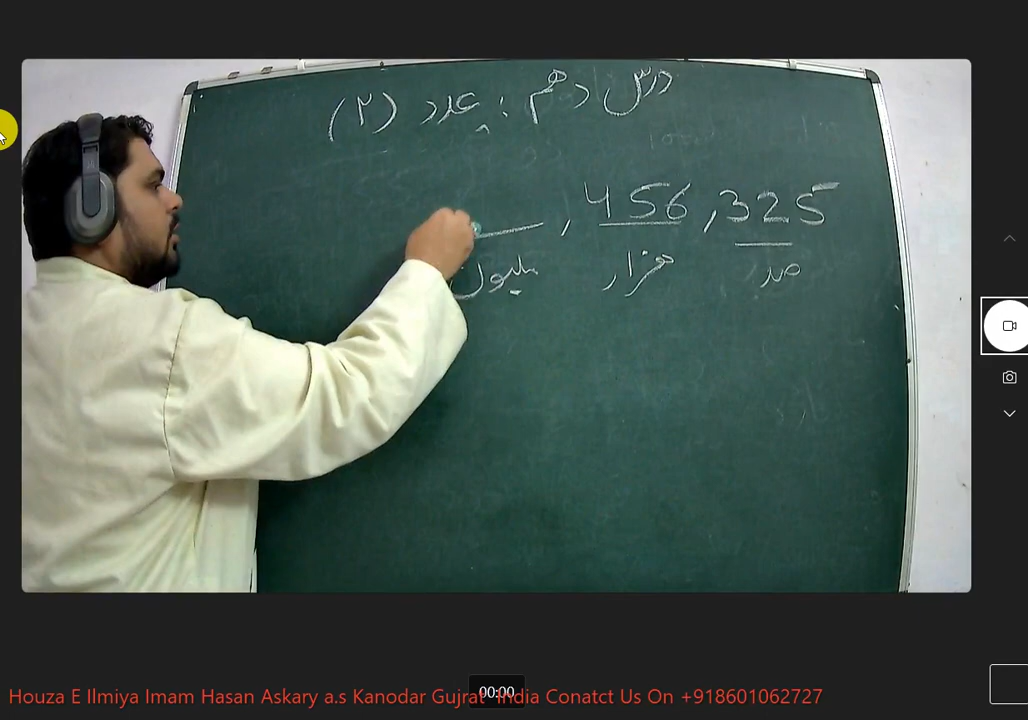 درس دهم : عدد (۲)
456,325 , ___
صد هزار میلیون
00:00
Houza E Ilmiya Imam Hasan Askary a.s Kanodar Gujrat India Conatct Us On +918601062727